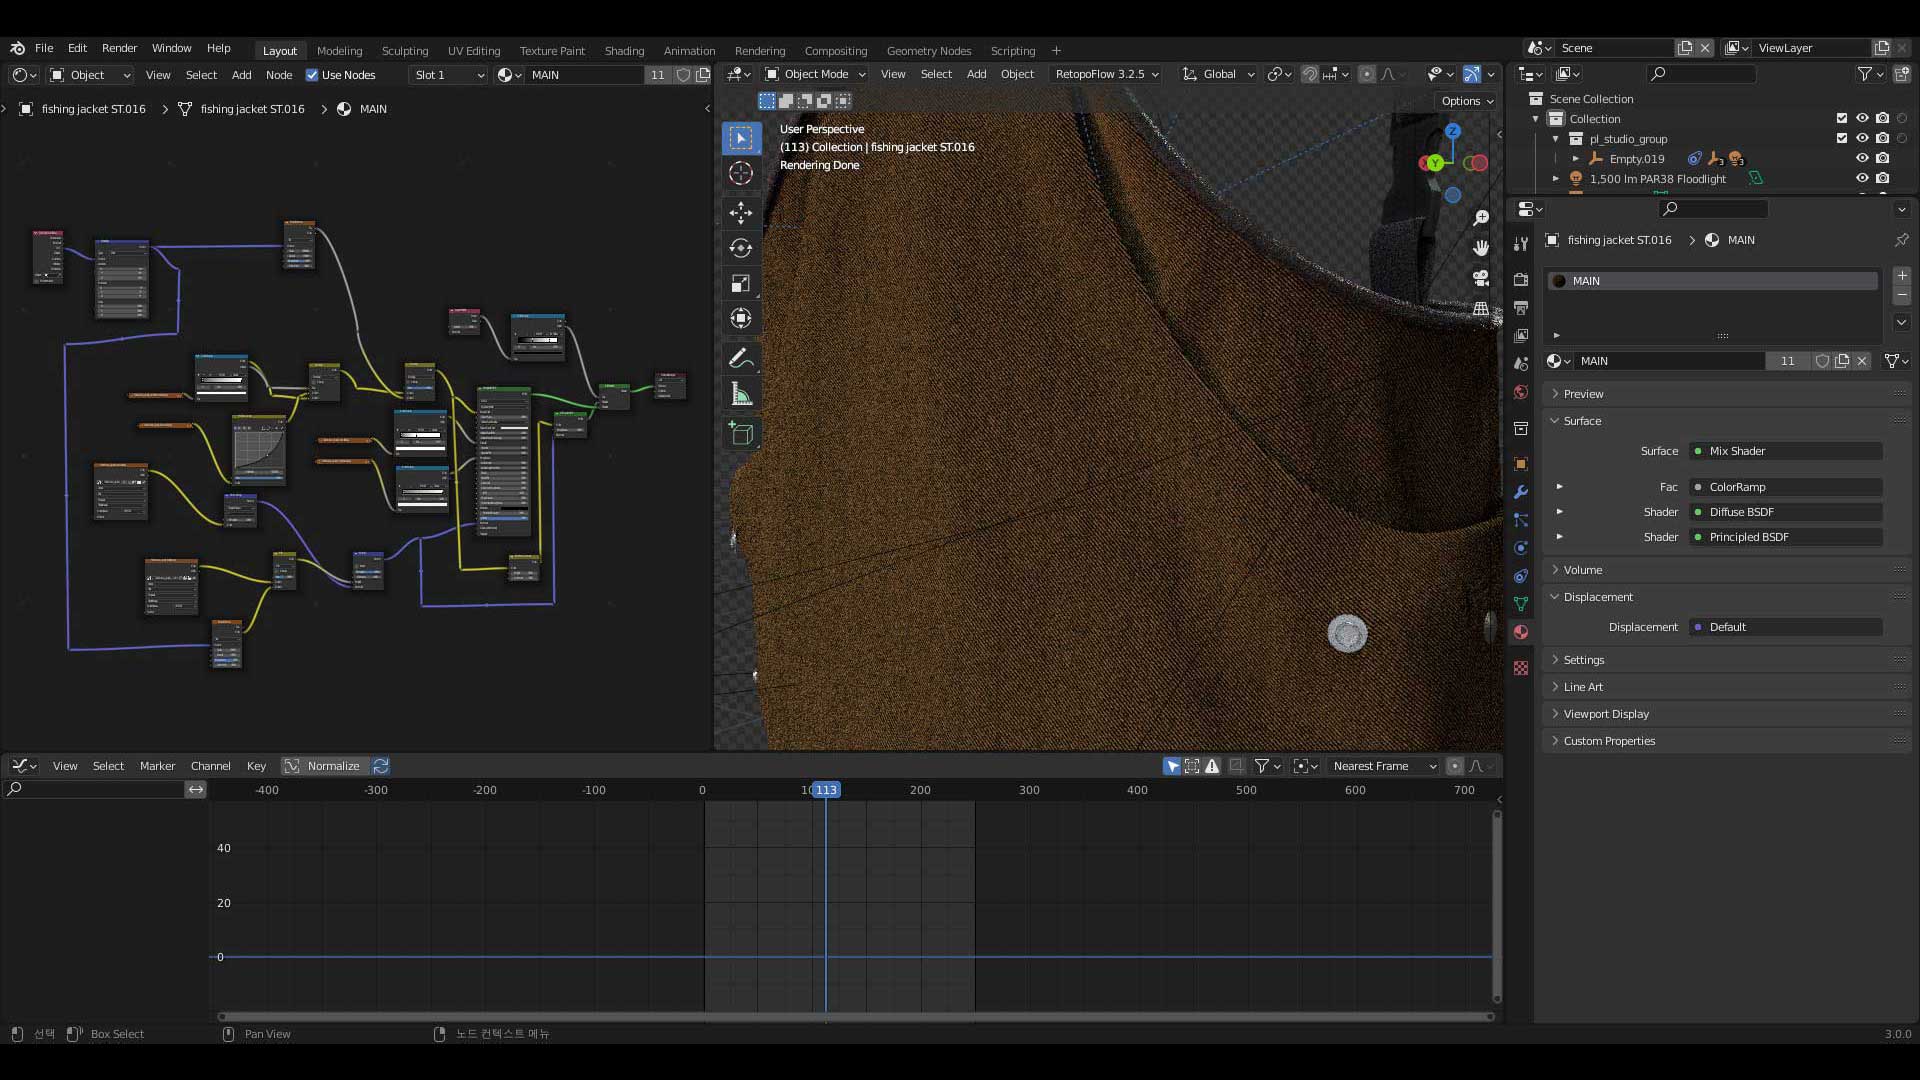 File Edit Render Window Help
Layout Modeling Sculpting UV Editing Texture Paint Shading Animation Rendering Compositing Geometry Nodes Scripting +
Scene
ViewLayer
Object View Select Add Node Use Nodes Slot 1 MAIN 11
Object Mode View Select Add Object RetopoFlow 3.2.5 Global
Options
fishing jacket ST.016 > fishing jacket ST.016 > MAIN
User Perspective
(113) Collection | fishing jacket ST.016
Rendering Done
Z
Y
Scene Collection
Collection
pl_studio_group
Empty.019
3
3
1,500 lm PAR38 Floodlight
fishing jacket ST.016 > MAIN
MAIN
MAIN 11
Preview
Surface
Surface Mix Shader
Fac ColorRamp
Shader Diffuse BSDF
Shader Principled BSDF
Volume
Displacement
Displacement Default
Settings
Line Art
Viewport Display
Custom Properties
View Select Marker Channel Key Normalize Nearest Frame
-400 -300 -200 -100 0 113 200 300 400 500 600 700
40
20
0
선택 Box Select Pan View 노드 컨텍스트 메뉴 3.0.0